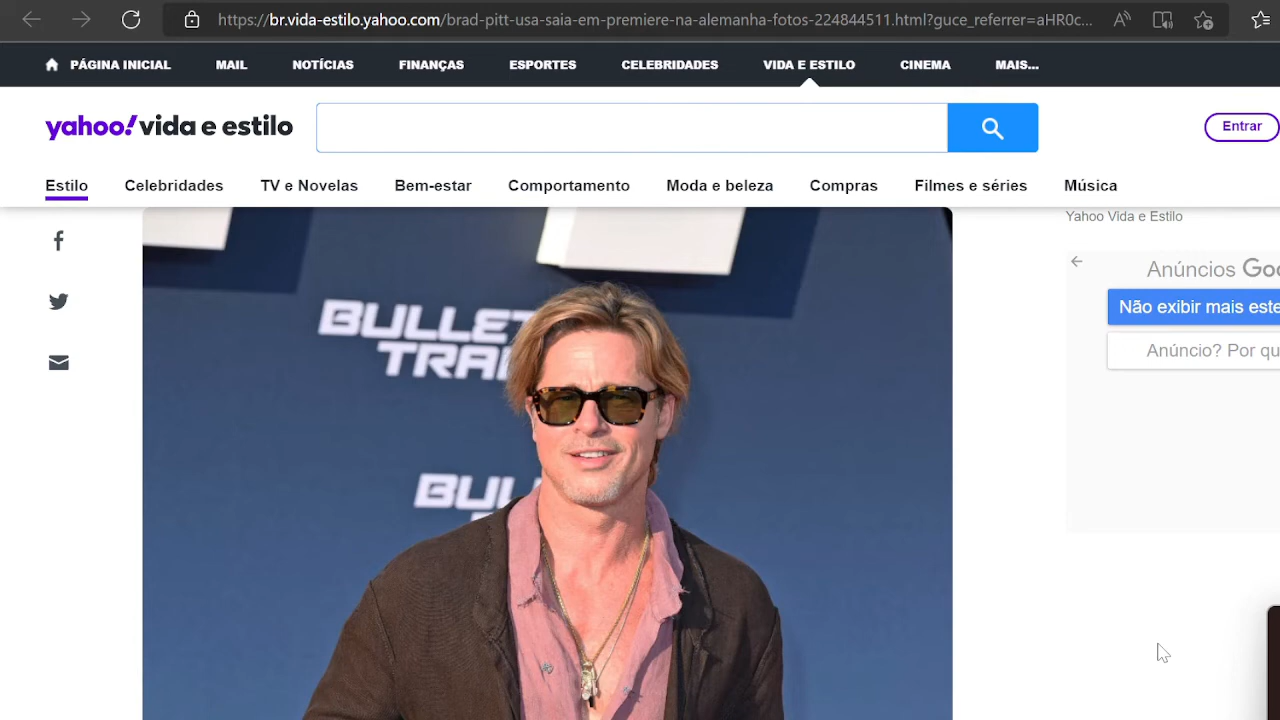 https://br.vida-estilo.yahoo.com/brad-pitt-usa-saia-em-premiere-na-alemanha-fotos-224844511.html?guce_referrer=aHR0c...
PÁGINA INICIAL MAIL NOTÍCIAS FINANÇAS ESPORTES CELEBRIDADES VIDA E ESTILO CINEMA MAIS...
yahoo! vida e estilo
Entrar
Estilo Celebridades TV e Novelas Bem-estar Comportamento Moda e beleza Compras Filmes e séries Música
Yahoo Vida e Estilo
Anúncios Goo
Não exibir mais este
Anúncio? Por qu
BULLET
TRA
BUL